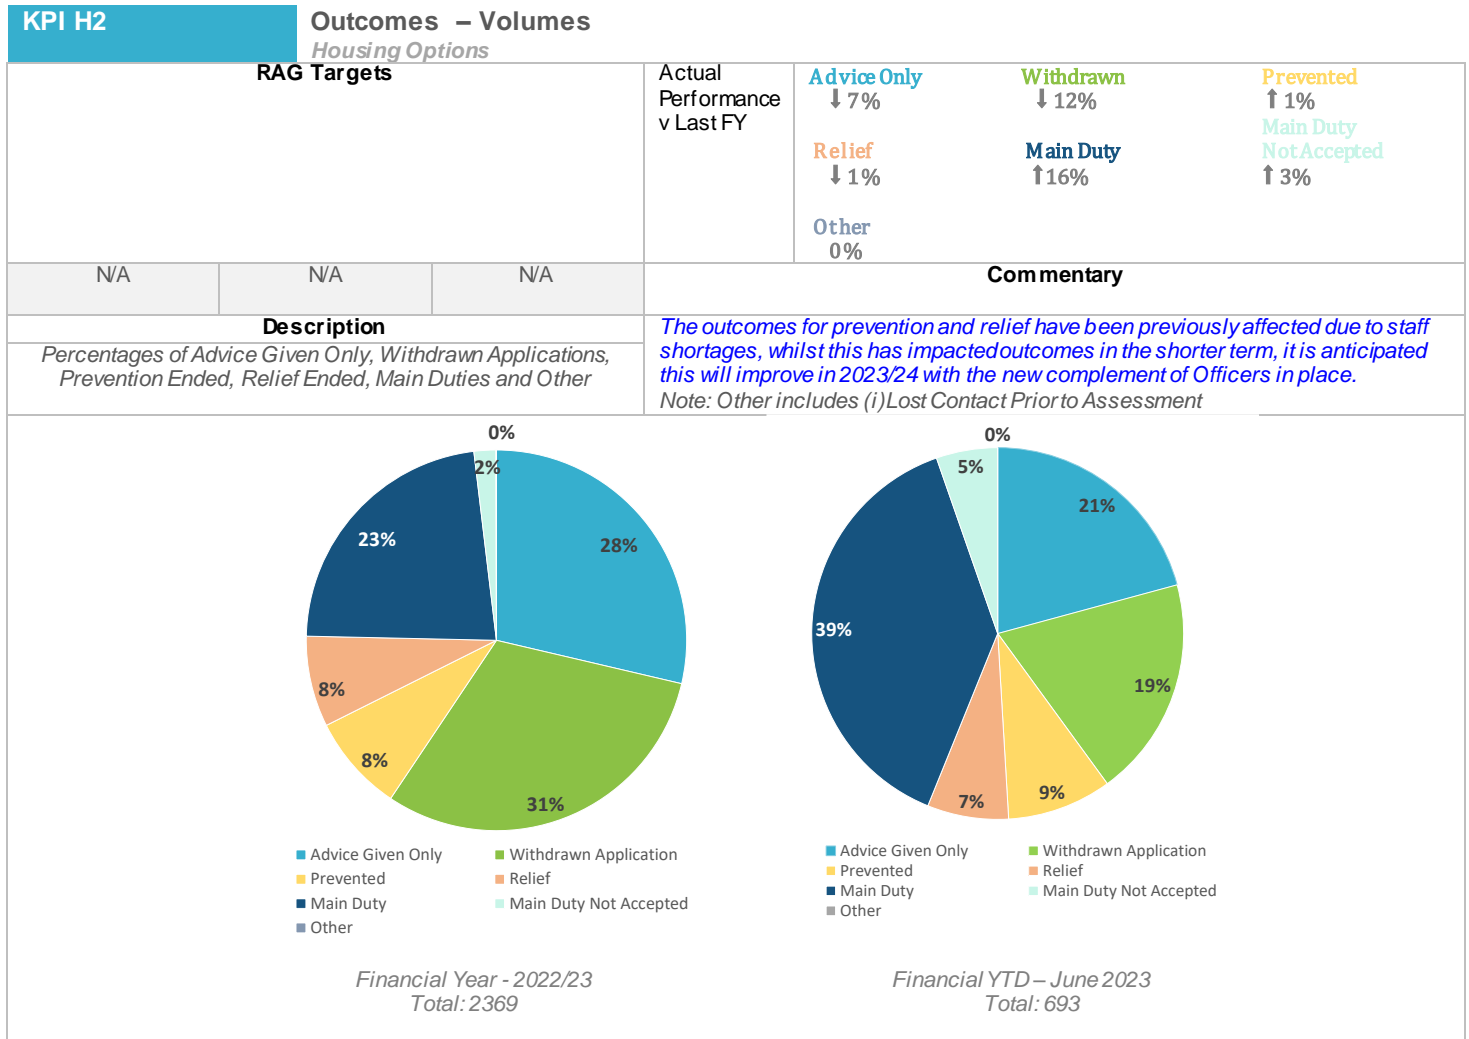 KPI H2
Outcomes – Volumes
Housing Options
RAG Targets
Actual
Performance
v Last FY
Advice Only
↓ 7%
Withdrawn
↓ 12%
Prevented
↑ 1%
Relief
↓ 1%
Main Duty
↑16%
Main Duty
Not Accepted
↑ 3%
Other
0%
N/A
N/A
N/A
Commentary
Description
Percentages of Advice Given Only, Withdrawn Applications,
Prevention Ended, Relief Ended, Main Duties and Other
The outcomes for prevention and relief have been previously affected due to staff
shortages, whilst this has impacted outcomes in the shorter term, it is anticipated
this will improve in 2023/24 with the new complement of Officers in place.
Note: Other includes (i)Lost Contact Prior to Assessment
0%
2%
28%
23%
8%
8%
31%
Advice Given Only
Withdrawn Application
Prevented
Relief
Main Duty
Main Duty Not Accepted
Other
Financial Year - 2022/23
Total: 2369
0%
5%
21%
39%
19%
7%
9%
Advice Given Only
Withdrawn Application
Prevented
Relief
Main Duty
Main Duty Not Accepted
Other
Financial YTD – June 2023
Total: 693